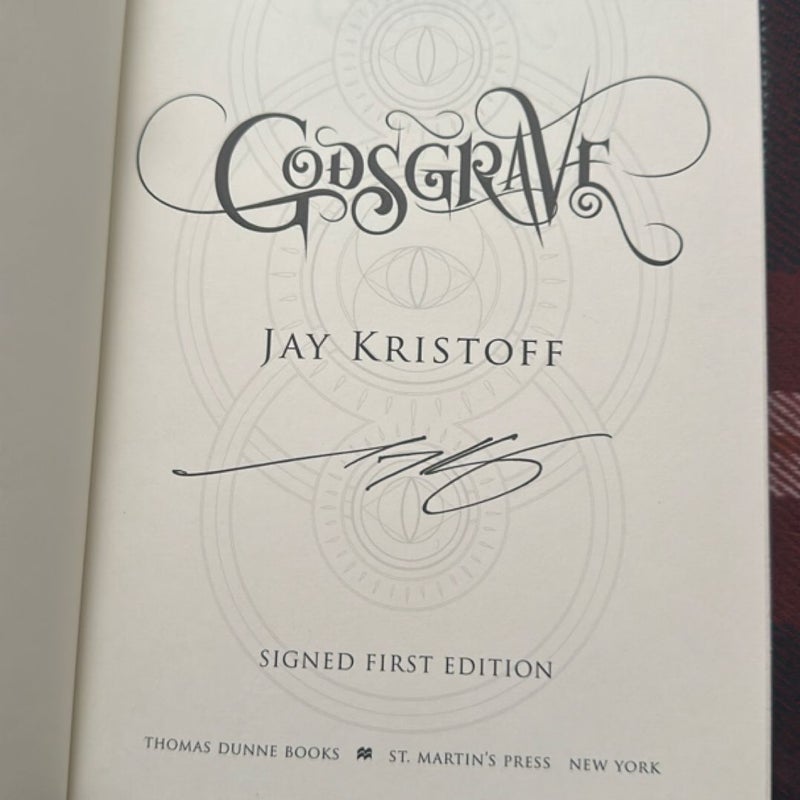 GODSGRAVE
JAY KRISTOFF
SIGNED FIRST EDITION
THOMAS DUNNE BOOKS ST. MARTIN'S PRESS NEW YORK